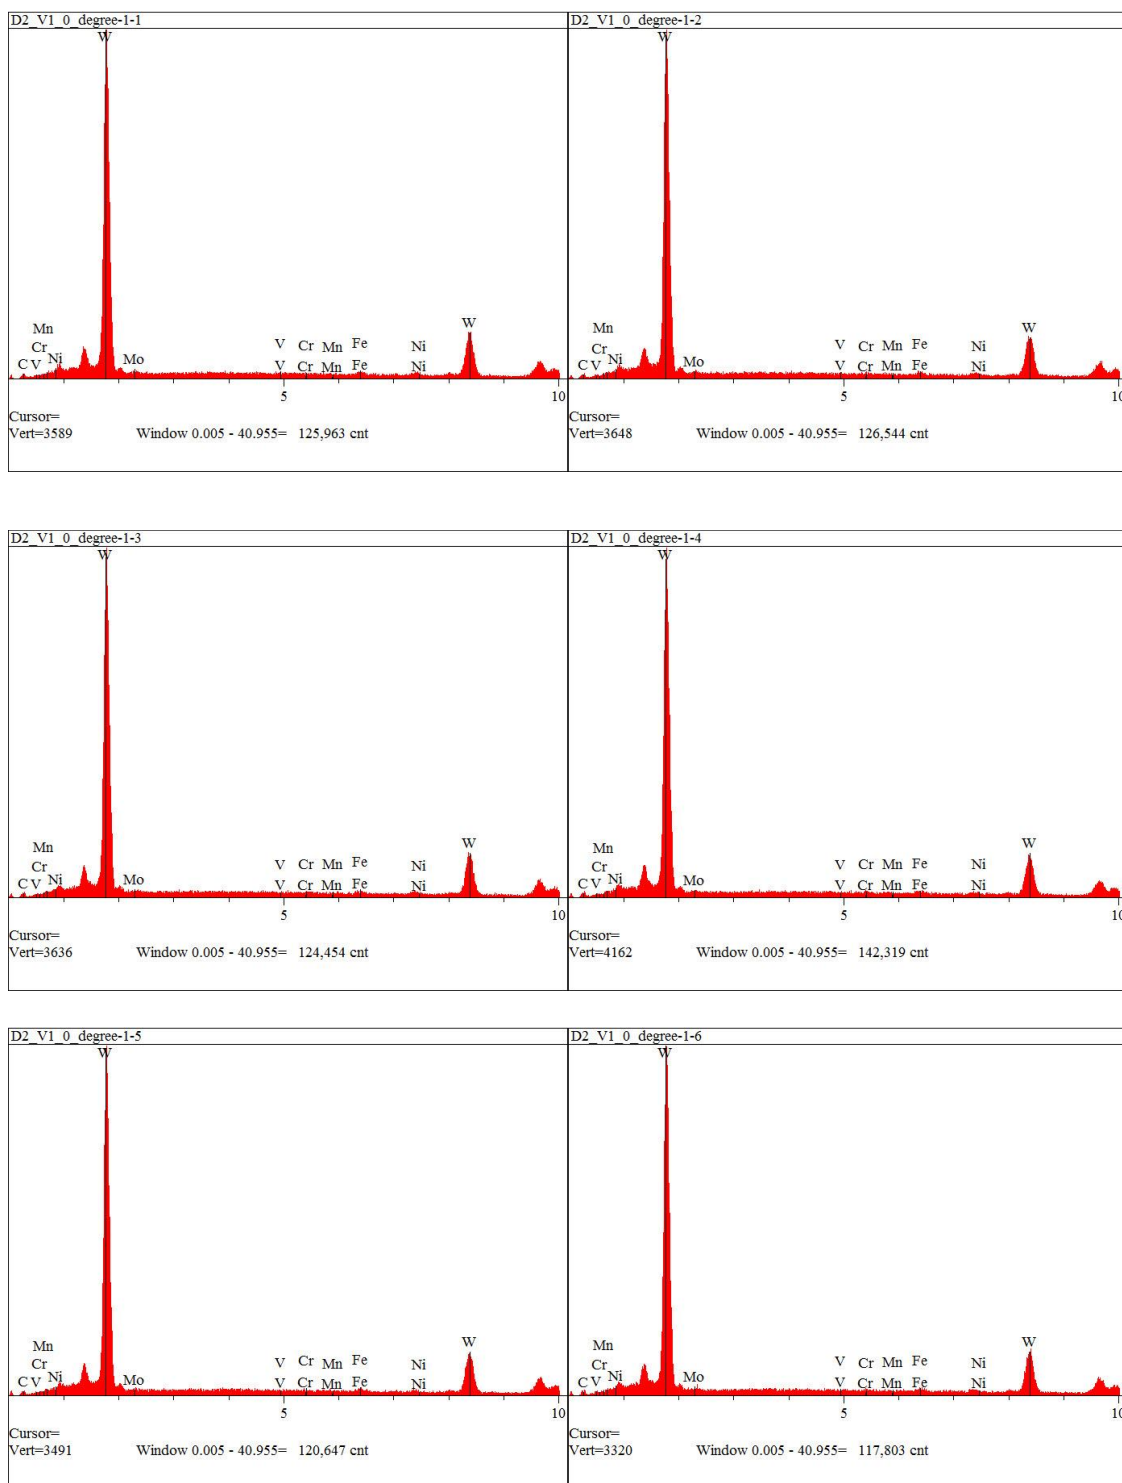 D2_V1_0_degree-1-1
W
W
Mn
Cr
C V Ni Mo
V Cr Mn Fe Ni
V Cr Mn Fe Ni
5 10
Cursor=
Vert=3589 Window 0.005 - 40.955= 125,963 cnt
D2_V1_0_degree-1-2
W
W
Mn
Cr
C V Ni Mo
V Cr Mn Fe Ni
V Cr Mn Fe Ni
5 10
Cursor=
Vert=3648 Window 0.005 - 40.955= 126,544 cnt
D2_V1_0_degree-1-3
W
W
Mn
Cr
C V Ni Mo
V Cr Mn Fe Ni
V Cr Mn Fe Ni
5 10
Cursor=
Vert=3636 Window 0.005 - 40.955= 124,454 cnt
D2_V1_0_degree-1-4
W
W
Mn
Cr
C V Ni Mo
V Cr Mn Fe Ni
V Cr Mn Fe Ni
5 10
Cursor=
Vert=4162 Window 0.005 - 40.955= 142,319 cnt
D2_V1_0_degree-1-5
W
W
Mn
Cr
C V Ni Mo
V Cr Mn Fe Ni
V Cr Mn Fe Ni
5 10
Cursor=
Vert=3491 Window 0.005 - 40.955= 120,647 cnt
D2_V1_0_degree-1-6
W
W
Mn
Cr
C V Ni Mo
V Cr Mn Fe Ni
V Cr Mn Fe Ni
5 10
Cursor=
Vert=3320 Window 0.005 - 40.955= 117,803 cnt